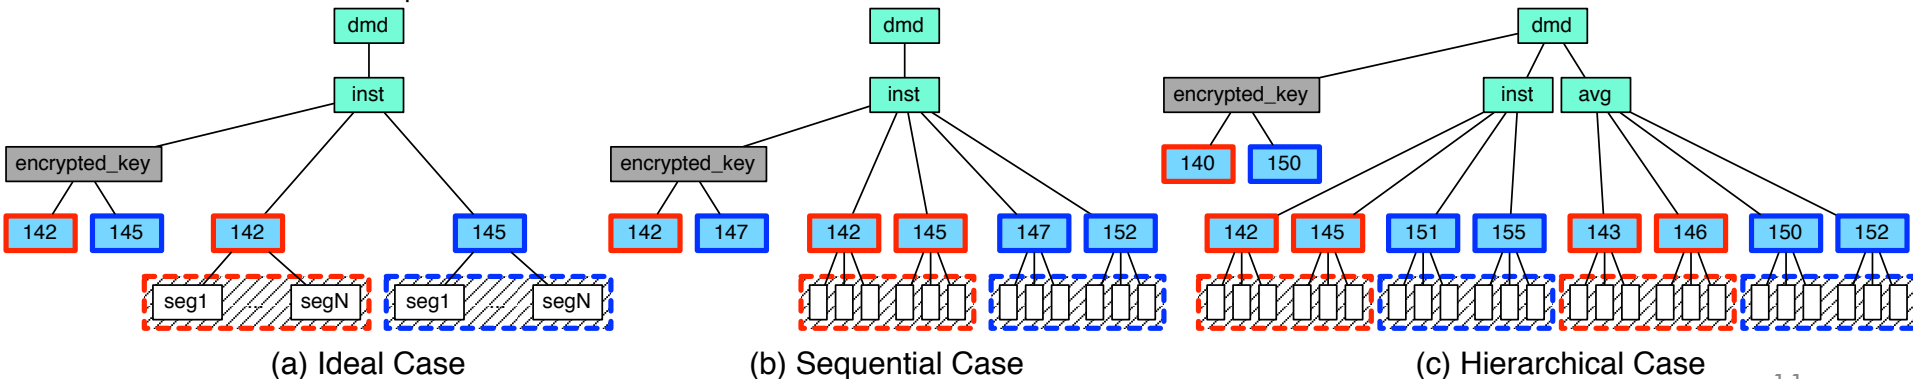 dmd
inst
encrypted_key
142 145 142 145
seg1 ... segN seg1 ... segN
(a) Ideal Case
dmd
inst
encrypted_key
142 147 142 145 147 152
(b) Sequential Case
dmd
encrypted_key inst avg
140 150
142 145 151 155 143 146 150 152
(c) Hierarchical Case